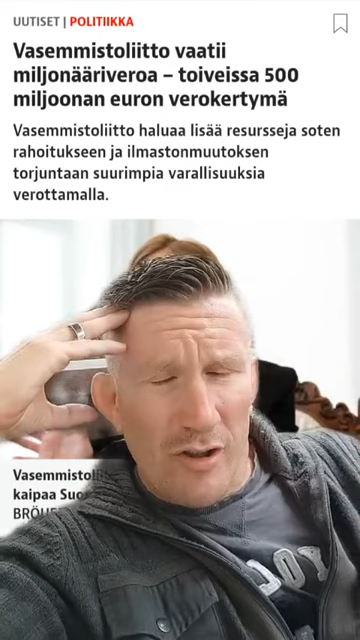 UUTISET | POLITIIKKA
Vasemmistoliitto vaatii
miljonääriveroa – toiveissa 500
miljoonan euron verokertymä
Vasemmistoliitto haluaa lisää resursseja soten
rahoitukseen ja ilmastonmuutoksen
torjuntaan suurimpia varallisuuksia
verottamalla.
kaipaa
OY